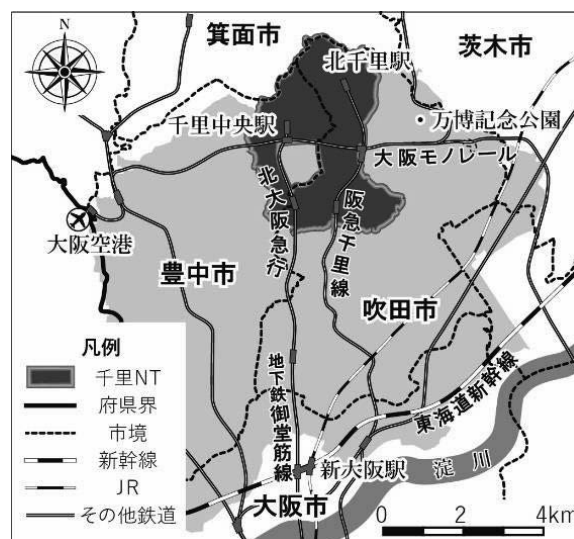 N
箕面市
茨木市
北千里駅
千里中央駅
・万博記念公園
大阪モノレール
北大阪急行
阪急千里線
大阪空港
豊中市
吹田市
凡例
千里NT
府県界
市境
新幹線
JR
その他鉄道
地下鉄御堂筋線
東海道新幹線
新大阪駅
淀川
大阪市
0 2 4km